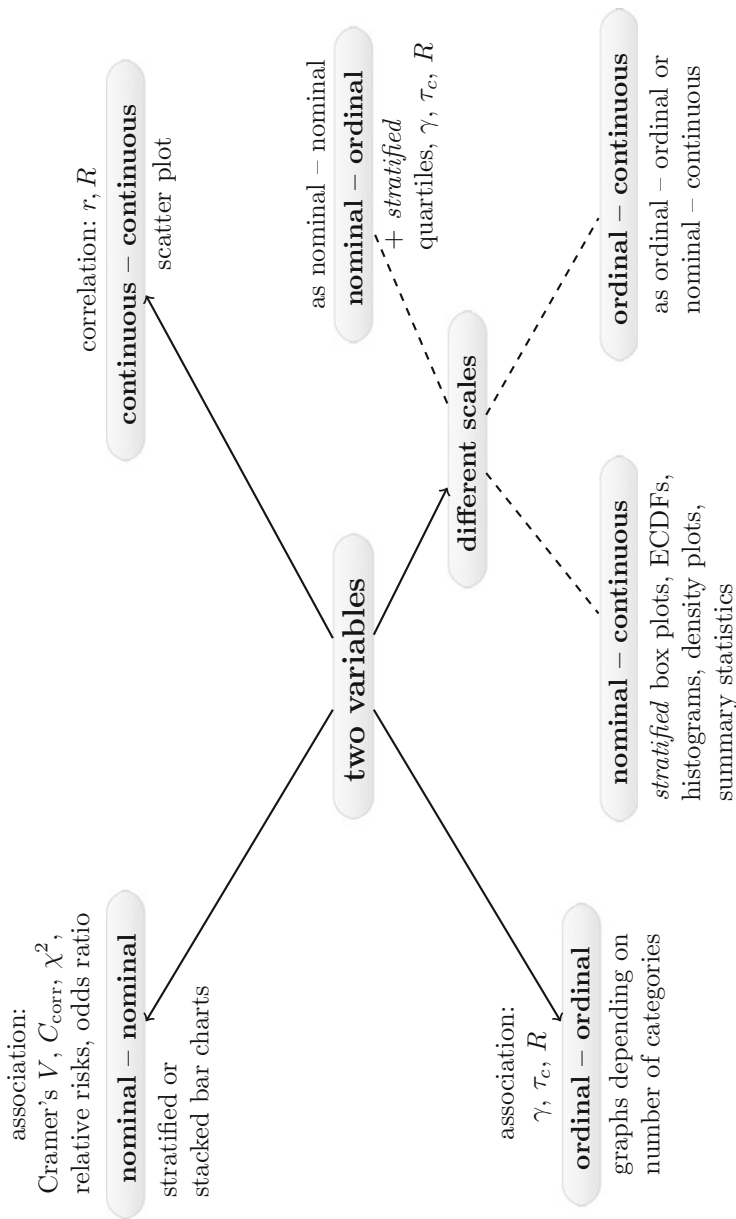 association:
Cramer's V, C_corr, χ²,
relative risks, odds ratio
nominal – nominal
stratified or
stacked bar charts
correlation: r, R
continuous – continuous
scatter plot
two variables
as nominal – nominal
nominal – ordinal
+ stratified
quartiles, γ, τ_c, R
different scales
association:
γ, τ_c, R
ordinal – ordinal
graphs depending on
number of categories
nominal – continuous
stratified box plots, ECDFs,
histograms, density plots,
summary statistics
ordinal – continuous
as ordinal – ordinal or
nominal – continuous